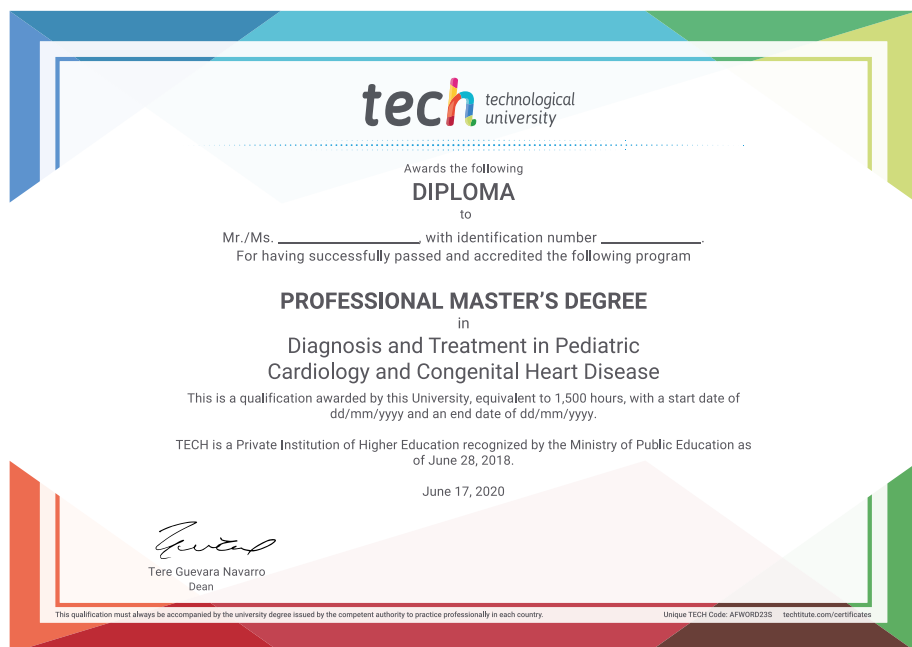 tech technological
university
Awards the following
DIPLOMA
to
Mr./Ms. ____________________, with identification number ______________.
For having successfully passed and accredited the following program
PROFESSIONAL MASTER'S DEGREE
in
Diagnosis and Treatment in Pediatric
Cardiology and Congenital Heart Disease
This is a qualification awarded by this University, equivalent to 1,500 hours, with a start date of
dd/mm/yyyy and an end date of dd/mm/yyyy.
TECH is a Private Institution of Higher Education recognized by the Ministry of Public Education as
of June 28, 2018.
June 17, 2020
Tere Guevara Navarro
Dean
This qualification must always be accompanied by the university degree issued by the competent authority to practice professionally in each country. Unique TECH Code: AFWORD23S techtitute.com/certificates